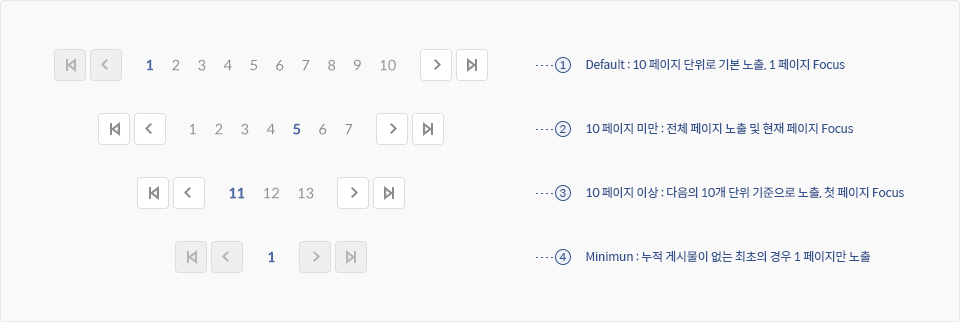 1 2 3 4 5 6 7 8 9 10 ① Default : 10 페이지 단위로 기본 노출, 1 페이지 Focus
1 2 3 4 5 6 7 ② 10 페이지 미만 : 전체 페이지 노출 및 현재 페이지 Focus
11 12 13 ③ 10 페이지 이상 : 다음의 10개 단위 기준으로 노출, 첫 페이지 Focus
1 ④ Minimun : 누적 게시물이 없는 최초의 경우 1 페이지만 노출